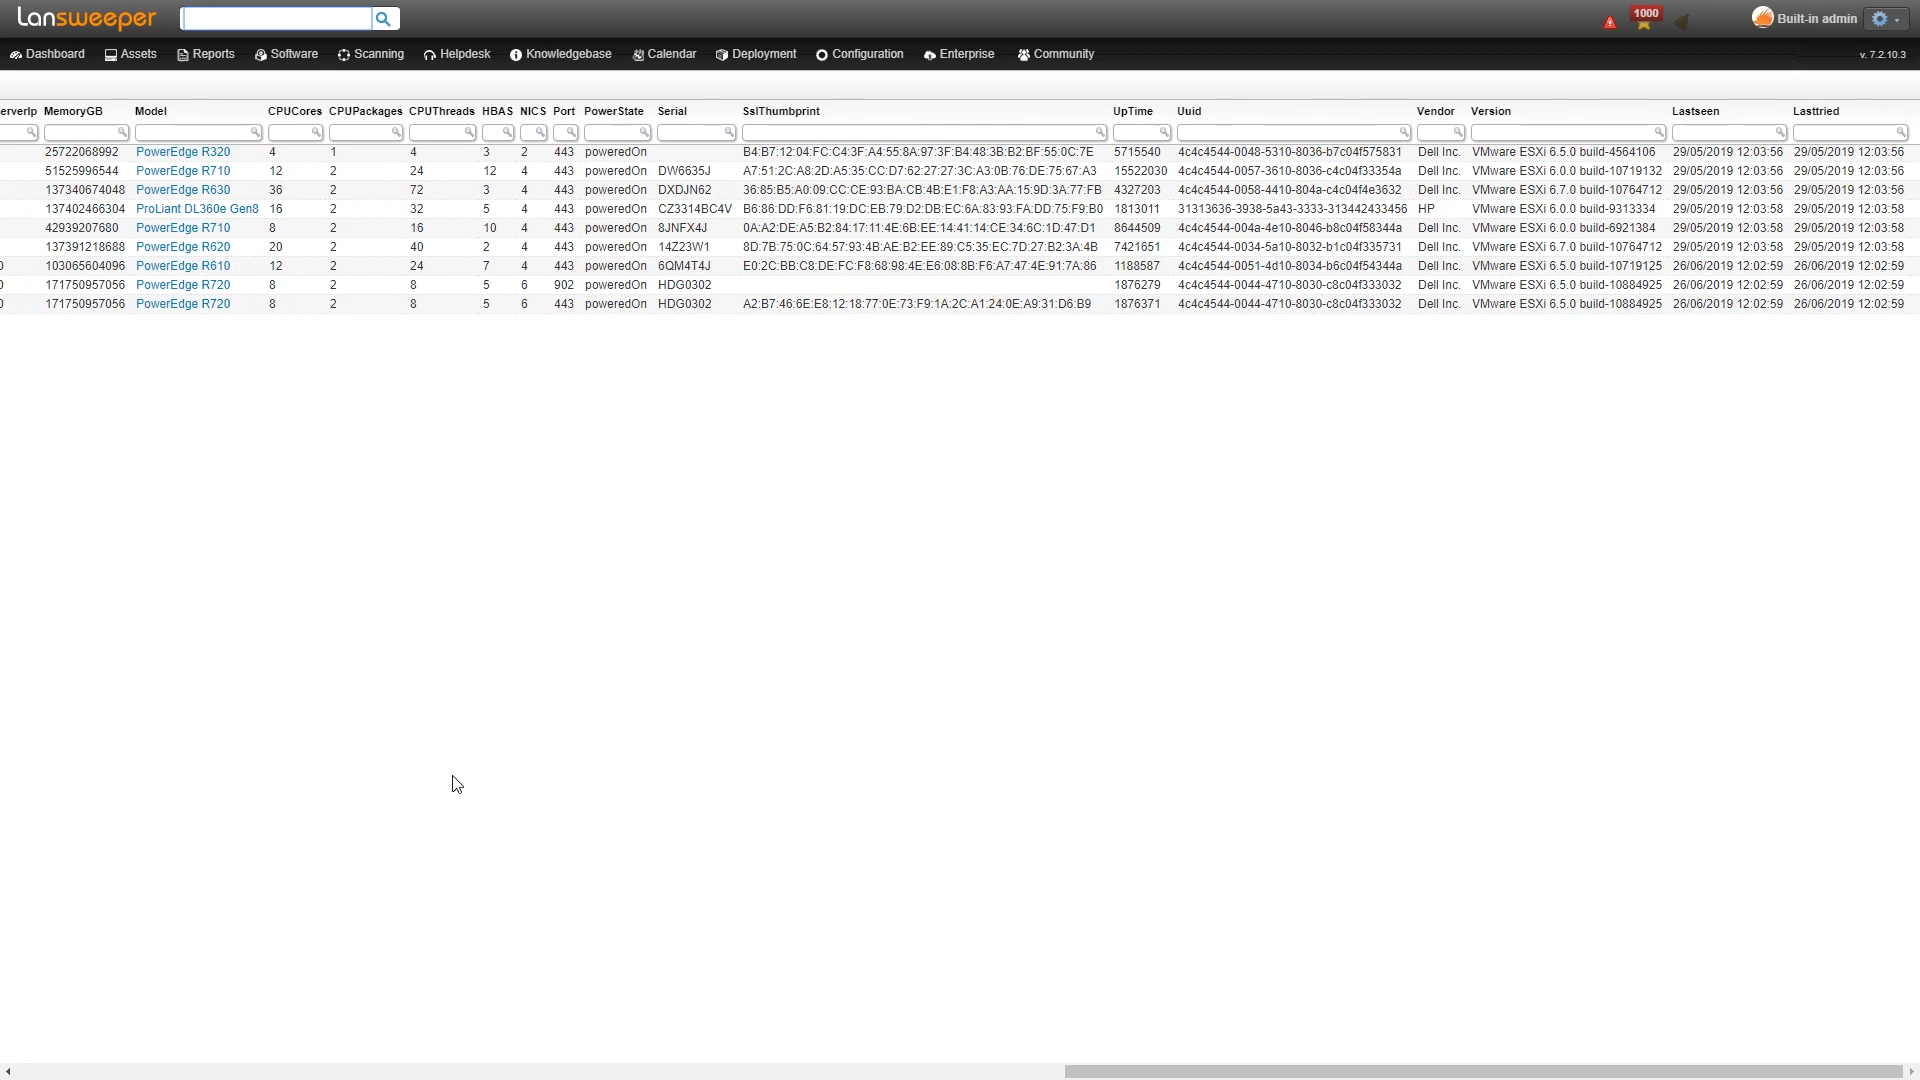 Lansweeper 1000 Built-in admin
Dashboard Assets Reports Software Scanning Helpdesk Knowledgebase Calendar Deployment Configuration Enterprise Community v. 7.2.10.3
erverIp MemoryGB Model CPUCores CPUPackages CPUThreads HBAS NICS Port PowerState Serial SslThumbprint UpTime Uuid Vendor Version Lastseen Lasttried
25722068992 PowerEdge R320 4 1 4 3 2 443 poweredOn B4:B7:12:04:FC:C4:3F:A4:55:8A:97:3F:B4:48:3B:B2:BF:55:0C:7E 5715540 4c4c4544-0048-5310-8036-b7c04f575831 Dell Inc. VMware ESXi 6.5.0 build-4564106 29/05/2019 12:03:56 29/05/2019 12:03:56
51525996544 PowerEdge R710 12 2 24 12 4 443 poweredOn DW6635J A7:51:2C:A8:2D:A5:35:CC:D7:62:27:27:3C:A3:0B:76:DE:75:67:A3 15522030 4c4c4544-0057-3610-8036-c4c04f33354a Dell Inc. VMware ESXi 6.0.0 build-10719132 29/05/2019 12:03:56 29/05/2019 12:03:56
137340674048 PowerEdge R630 36 2 72 3 4 443 poweredOn DXDJN62 36:85:B5:A0:09:CC:CE:93:BA:CB:4B:E1:F8:A3:AA:15:9D:3A:77:FB 4327203 4c4c4544-0058-4410-804a-c4c04f4e3632 Dell Inc. VMware ESXi 6.7.0 build-10764712 29/05/2019 12:03:56 29/05/2019 12:03:56
137402466304 ProLiant DL360e Gen8 16 2 32 5 4 443 poweredOn CZ3314BC4V B6:86:DD:F6:81:19:DC:EB:79:D2:DB:EC:6A:83:93:FA:DD:75:F9:B0 1813011 31313636-3938-5a43-3333-313442433456 HP VMware ESXi 6.0.0 build-9313334 29/05/2019 12:03:58 29/05/2019 12:03:58
42939207680 PowerEdge R710 8 2 16 10 4 443 poweredOn 8JNFX4J 0A:A2:DE:A5:B2:84:17:11:4E:6B:EE:14:41:14:CE:34:6C:1D:47:D1 8644509 4c4c4544-004a-4e10-8046-b8c04f58344a Dell Inc. VMware ESXi 6.0.0 build-6921384 29/05/2019 12:03:58 29/05/2019 12:03:58
137391218688 PowerEdge R620 20 2 40 2 4 443 poweredOn 14Z23W1 8D:7B:75:0C:64:57:93:4B:AE:B2:EE:89:C5:35:EC:7D:27:B2:3A:4B 7421651 4c4c4544-0034-5a10-8032-b1c04f335731 Dell Inc. VMware ESXi 6.7.0 build-10764712 29/05/2019 12:03:58 29/05/2019 12:03:58
0 103065604096 PowerEdge R610 12 2 24 7 4 443 poweredOn 6QM4T4J E0:2C:BB:C8:DE:FC:F8:68:98:4E:E6:08:8B:F6:A7:47:4E:91:7A:86 1188587 4c4c4544-0051-4d10-8034-b6c04f54344a Dell Inc. VMware ESXi 6.5.0 build-10719125 26/06/2019 12:02:59 26/06/2019 12:02:59
0 171750957056 PowerEdge R720 8 2 8 5 6 902 poweredOn HDG0302 1876279 4c4c4544-0044-4710-8030-c8c04f333032 Dell Inc. VMware ESXi 6.5.0 build-10884925 26/06/2019 12:02:59 26/06/2019 12:02:59
0 171750957056 PowerEdge R720 8 2 8 5 6 443 poweredOn HDG0302 A2:B7:46:6E:E8:12:18:77:0E:73:F9:1A:2C:A1:24:0E:A9:31:D6:B9 1876371 4c4c4544-0044-4710-8030-c8c04f333032 Dell Inc. VMware ESXi 6.5.0 build-10884925 26/06/2019 12:02:59 26/06/2019 12:02:59